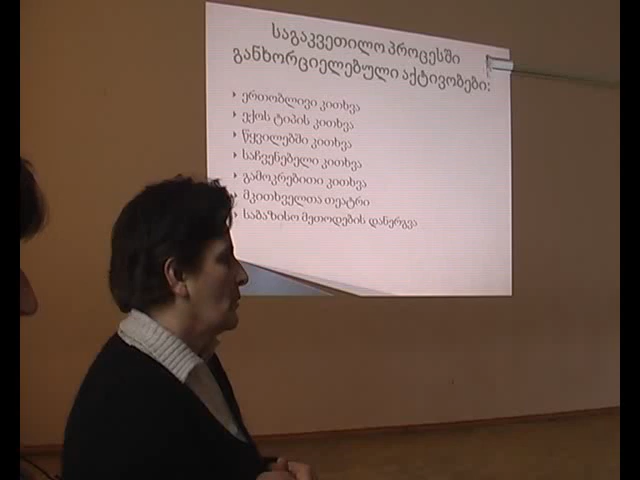 საგაკვეთილო პროცესში
განხორციელებული აქტივობები:
ერთობლივი კითხვა
ექოს ტიპის კითხვა
წყვილებში კითხვა
საჩვენებელი კითხვა
გამოკრებითი კითხვა
მკითხველთა თეატრი
საბაზისო მეთოდების დანერგვა